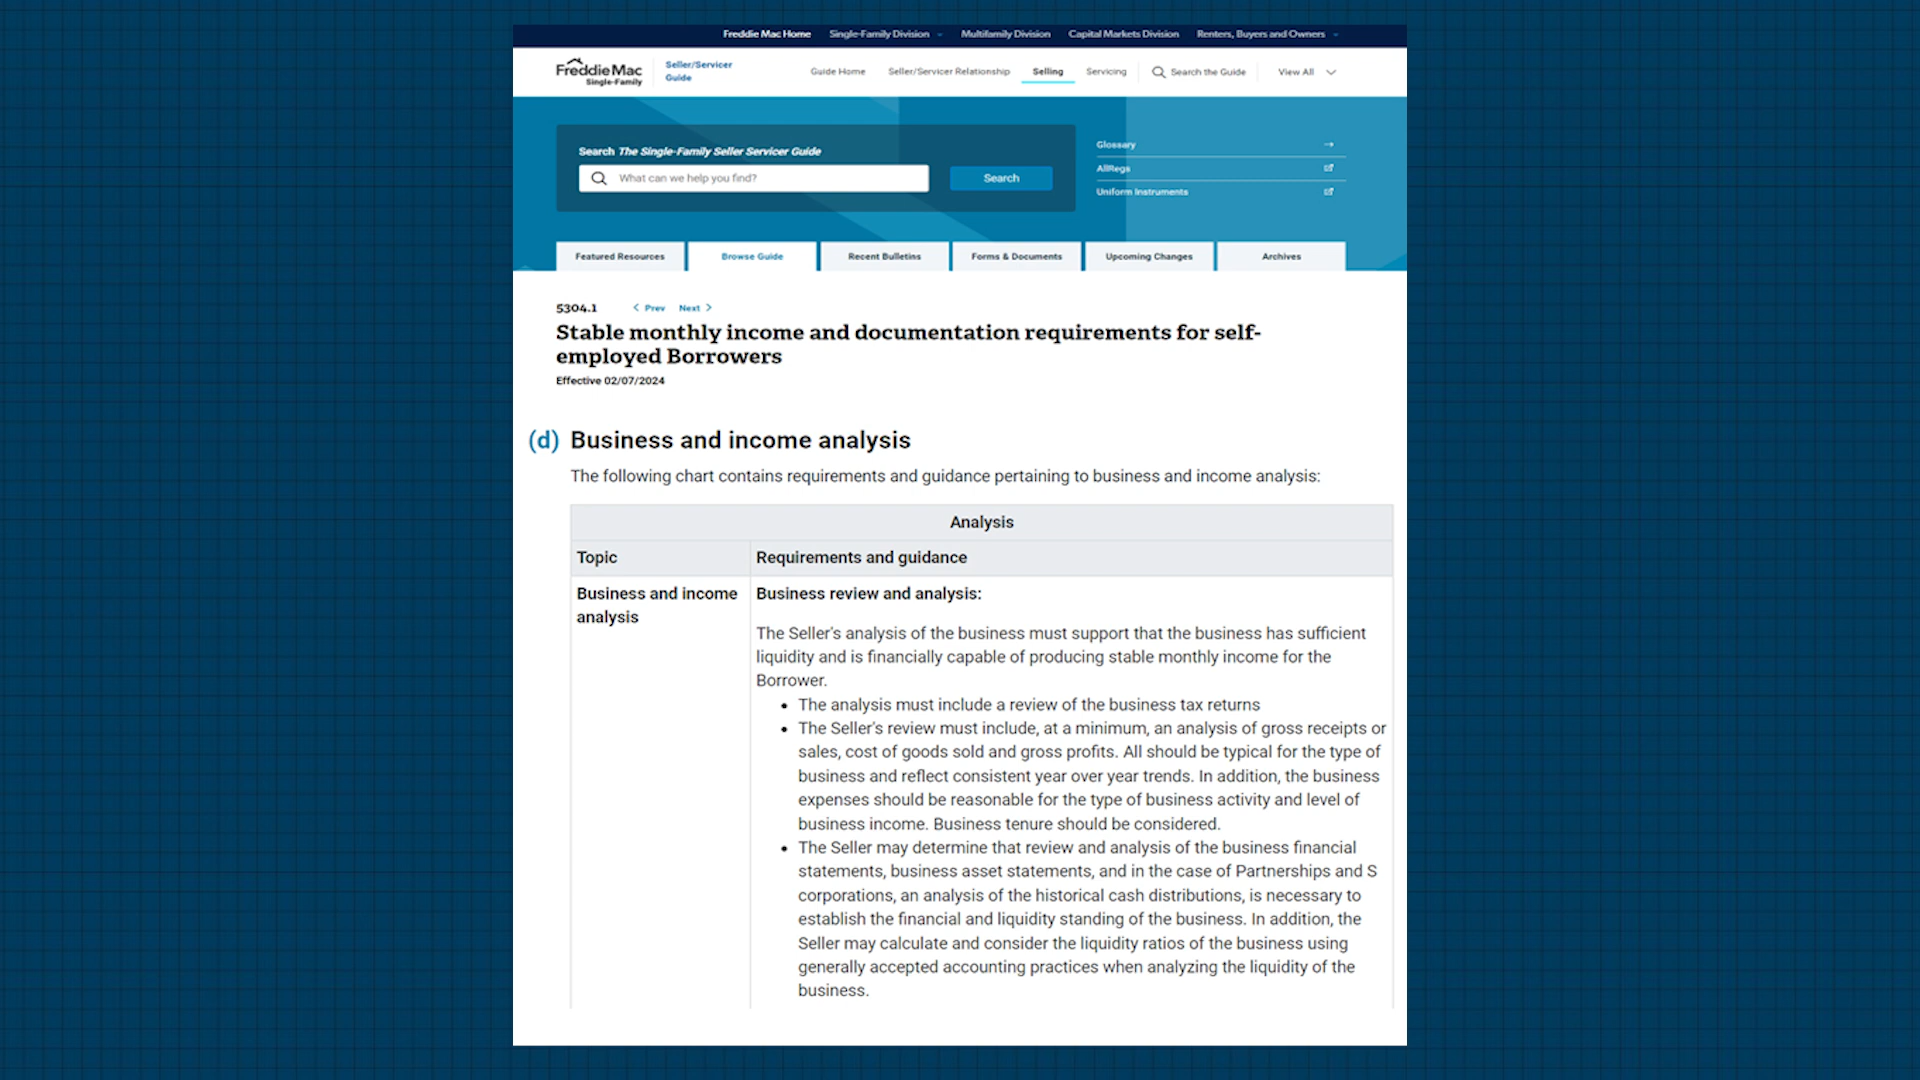 Freddie Mac Home Single-Family Division Multifamily Division Capital Markets Division Renters, Buyers and Owners
Freddie Mac
Single-Family
Seller/Servicer
Guide
Guide Home Seller/Servicer Relationship Selling Servicing Search the Guide View All
Search The Single-Family Seller Servicer Guide
What can we help you find?
Search
Glossary
AllRegs
Uniform Instruments
Featured Resources Browse Guide Recent Bulletins Forms & Documents Upcoming Changes Archives
5304.1 Prev Next
Stable monthly income and documentation requirements for self-
employed Borrowers
Effective 02/07/2024
(d) Business and income analysis
The following chart contains requirements and guidance pertaining to business and income analysis:
Analysis
Topic Requirements and guidance
Business and income
analysis
Business review and analysis:
The Seller's analysis of the business must support that the business has sufficient
liquidity and is financially capable of producing stable monthly income for the
Borrower.
• The analysis must include a review of the business tax returns
• The Seller's review must include, at a minimum, an analysis of gross receipts or
sales, cost of goods sold and gross profits. All should be typical for the type of
business and reflect consistent year over year trends. In addition, the business
expenses should be reasonable for the type of business activity and level of
business income. Business tenure should be considered.
• The Seller may determine that review and analysis of the business financial
statements, business asset statements, and in the case of Partnerships and S
corporations, an analysis of the historical cash distributions, is necessary to
establish the financial and liquidity standing of the business. In addition, the
Seller may calculate and consider the liquidity ratios of the business using
generally accepted accounting practices when analyzing the liquidity of the
business.